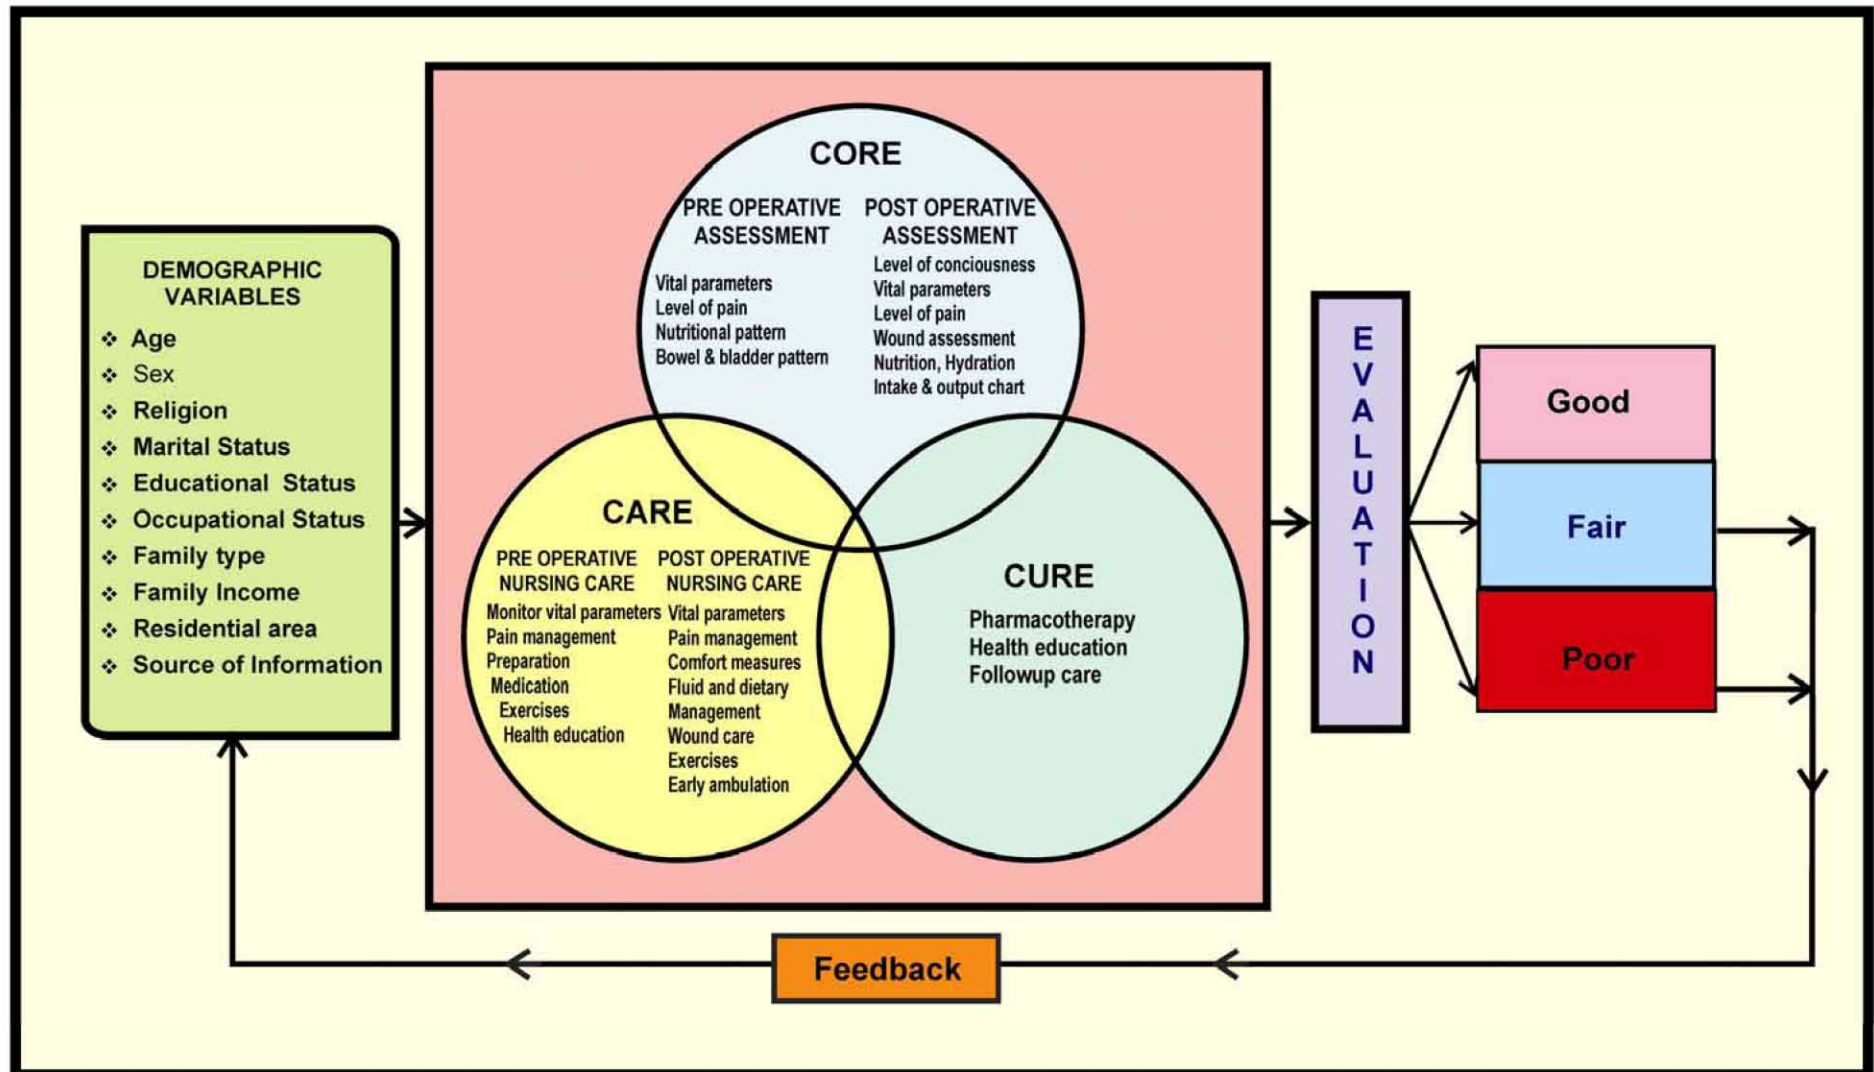 DEMOGRAPHIC
VARIABLES
❖ Age
❖ Sex
❖ Religion
❖ Marital Status
❖ Educational Status
❖ Occupational Status
❖ Family type
❖ Family Income
❖ Residential area
❖ Source of Information
CORE
PRE OPERATIVE
ASSESSMENT
Vital parameters
Level of pain
Nutritional pattern
Bowel & bladder pattern
POST OPERATIVE
ASSESSMENT
Level of conciousness
Vital parameters
Level of pain
Wound assessment
Nutrition, Hydration
Intake & output chart
CARE
PRE OPERATIVE
NURSING CARE
Monitor vital parameters
Pain management
Preparation
Medication
Exercises
Health education
POST OPERATIVE
NURSING CARE
Vital parameters
Pain management
Comfort measures
Fluid and dietary
Management
Wound care
Exercises
Early ambulation
CURE
Pharmacotherapy
Health education
Followup care
EVALUATION
Good
Fair
Poor
Feedback